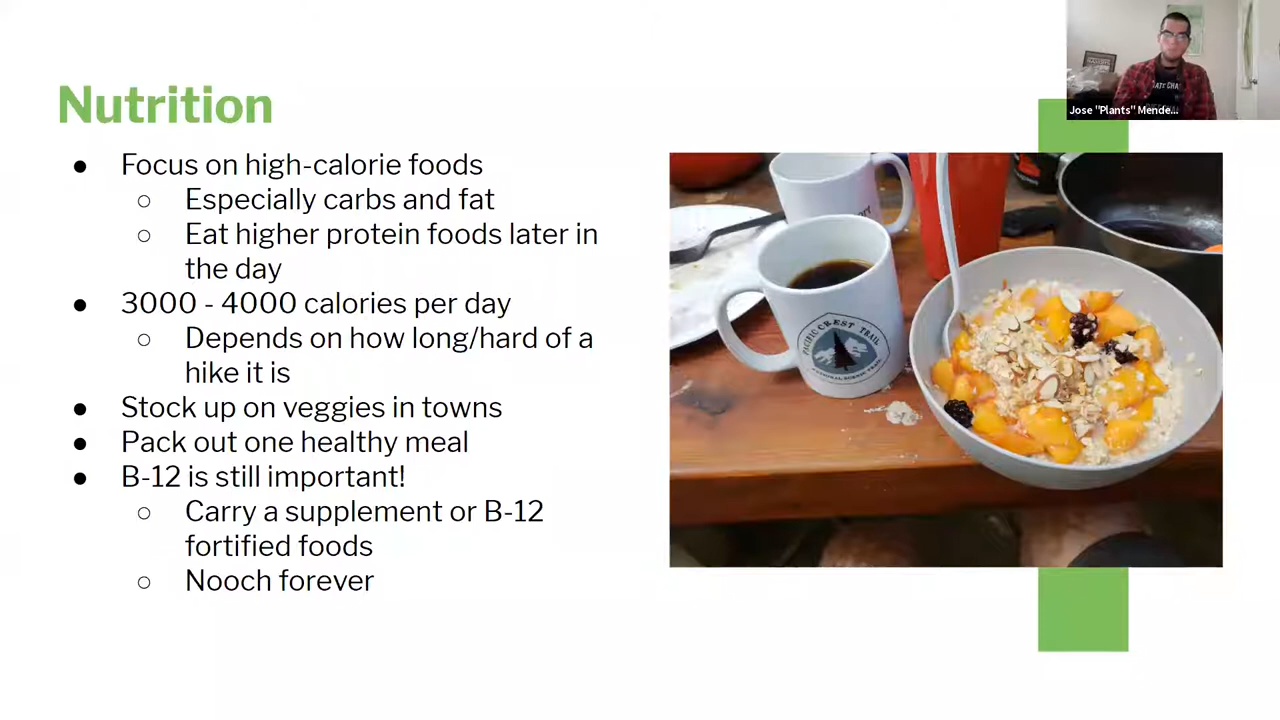 Nutrition
● Focus on high-calorie foods
○ Especially carbs and fat
○ Eat higher protein foods later in
the day
● 3000 - 4000 calories per day
○ Depends on how long/hard of a
hike it is
● Stock up on veggies in towns
● Pack out one healthy meal
● B-12 is still important!
○ Carry a supplement or B-12
fortified foods
○ Nooch forever
Jose "Plants" Mende...
PACIFIC CREST TRAIL
NATIONAL SCENIC TRAIL